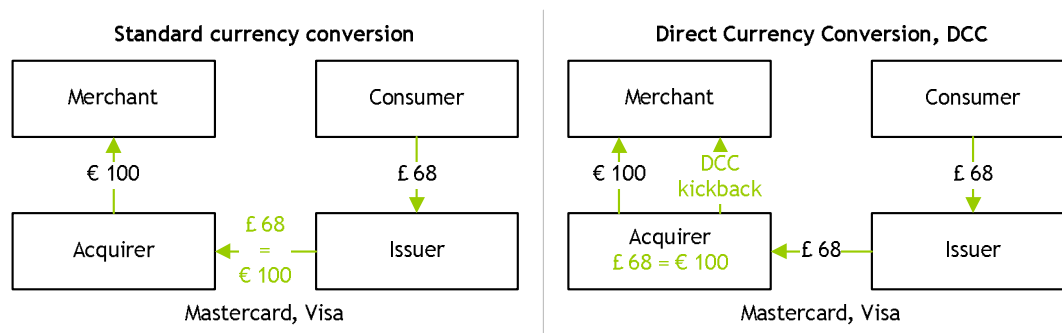 Standard currency conversion
Merchant
Consumer
€ 100
£ 68
Acquirer
£ 68
=
€ 100
Issuer
Mastercard, Visa
Direct Currency Conversion, DCC
Merchant
Consumer
€ 100
DCC
kickback
£ 68
Acquirer
£ 68 = € 100
£ 68
Issuer
Mastercard, Visa